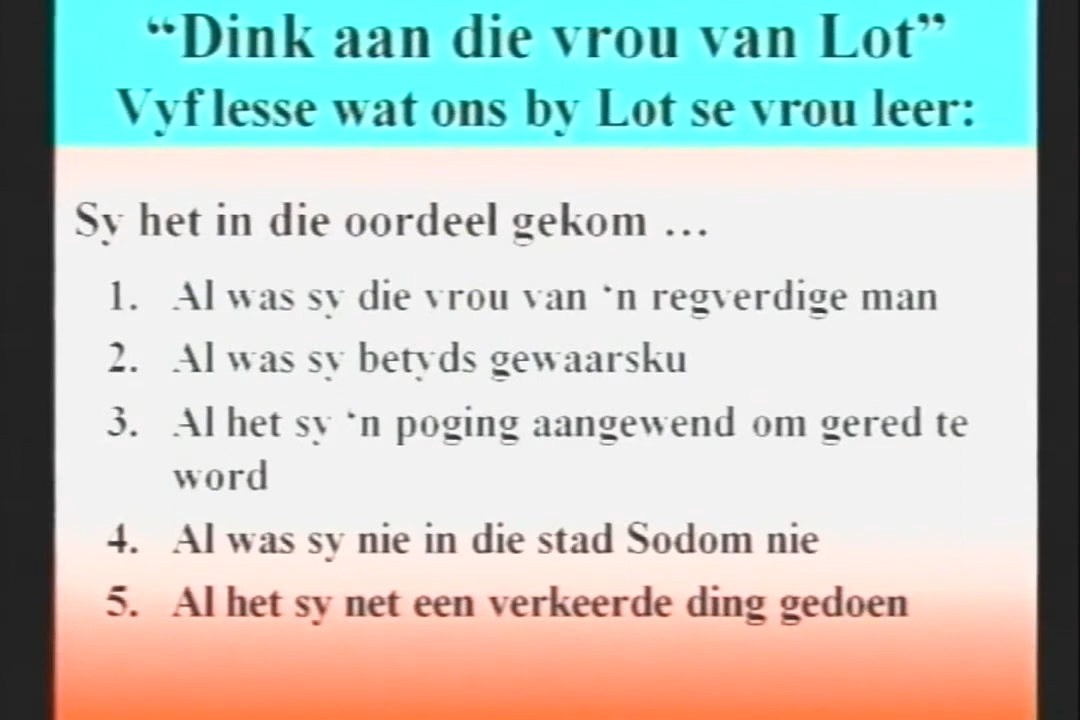 “Dink aan die vrou van Lot”
Vyf lesse wat ons by Lot se vrou leer:
Sy het in die oordeel gekom …
1. Al was sy die vrou van ‘n regverdige man
2. Al was sy betyds gewaarsku
3. Al het sy ‘n poging aangewend om gered te
word
4. Al was sy nie in die stad Sodom nie
5. Al het sy net een verkeerde ding gedoen